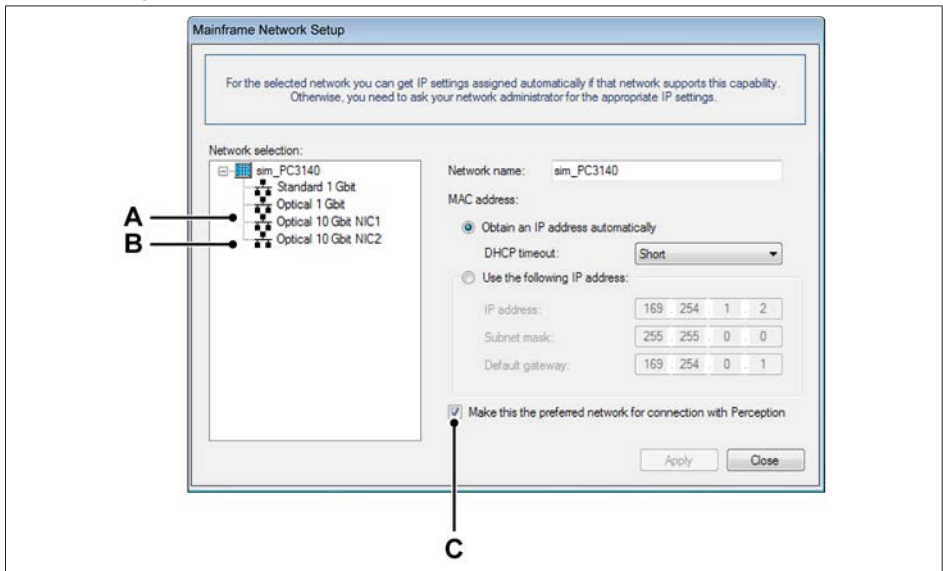 Mainframe Network Setup
For the selected network you can get IP settings assigned automatically if that network supports this capability.
Otherwise, you need to ask your network administrator for the appropriate IP settings.
Network selection:
sim_PC3140
Standard 1 Gbit
Optical 1 Gbit
Optical 10 Gbit NIC1
Optical 10 Gbit NIC2
A
B
Network name: sim_PC3140
MAC address:
Obtain an IP address automatically
DHCP timeout: Short
Use the following IP address:
IP address: 169 . 254 . 1 . 2
Subnet mask: 255 . 255 . 0 . 0
Default gateway: 169 . 254 . 0 . 1
Make this the preferred network for connection with Perception
Apply Close
C